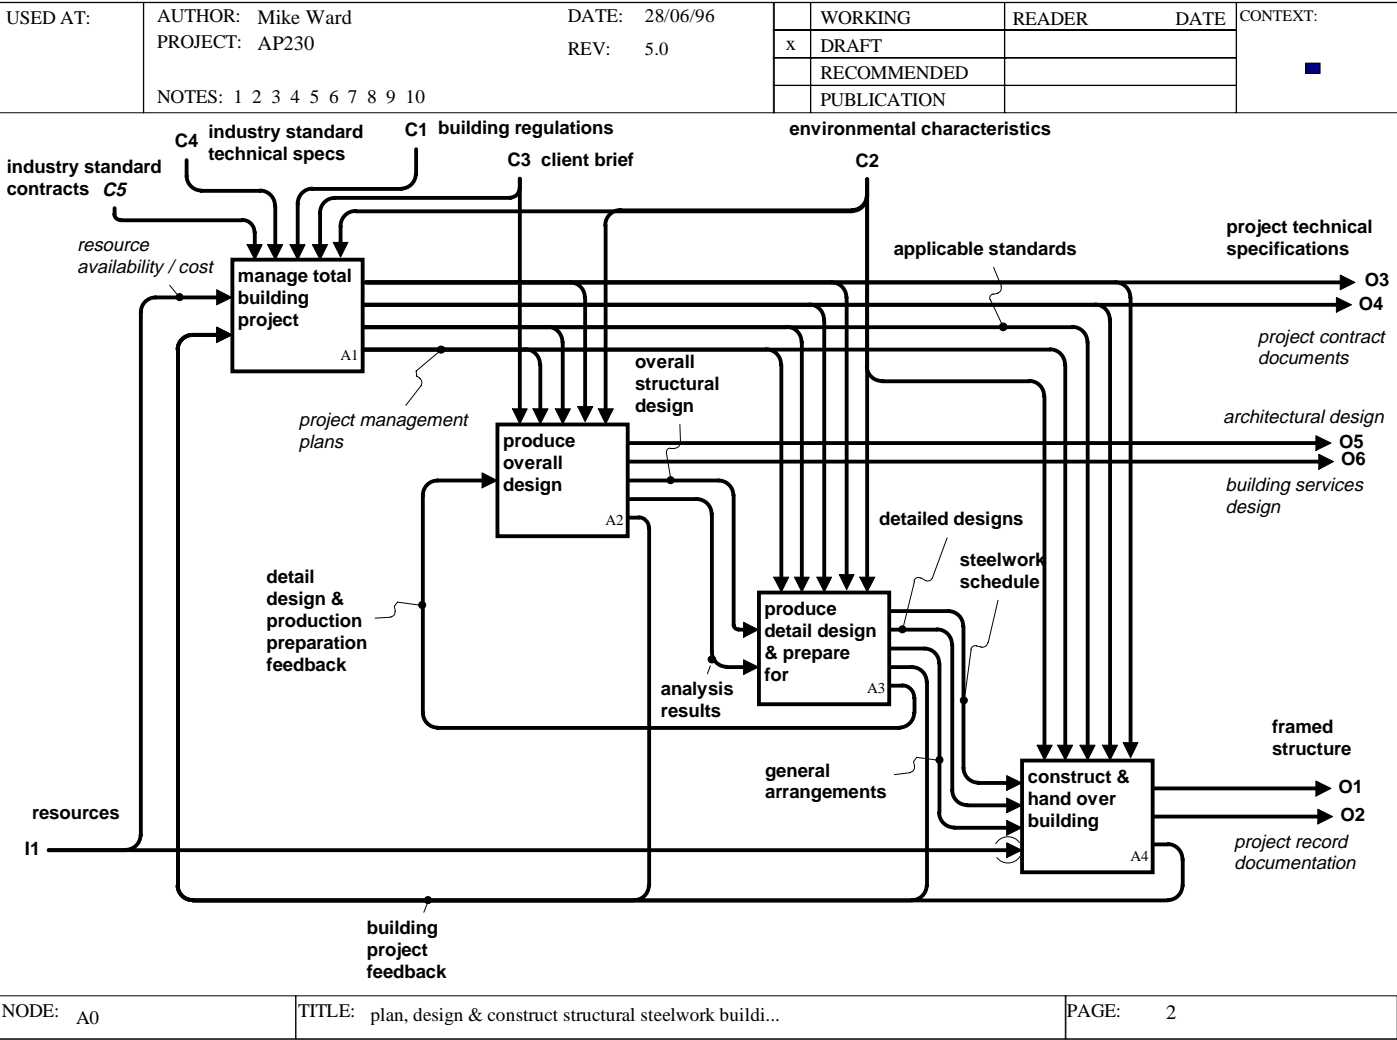 USED AT:
AUTHOR: Mike Ward
DATE: 28/06/96
PROJECT: AP230
REV: 5.0
NOTES: 1 2 3 4 5 6 7 8 9 10
WORKING
x DRAFT
RECOMMENDED
PUBLICATION
READER DATE
CONTEXT:
industry standard
contracts C5
C4 industry standard
technical specs
C1 building regulations
C3 client brief
environmental characteristics
C2
resource
availability / cost
manage total
building
project
A1
applicable standards
project technical
specifications
O3
O4
project contract
documents
project management
plans
overall
structural
design
architectural design
O5
O6
building services
design
produce
overall
design
A2
detailed designs
steelwork
schedule
detail
design &
production
preparation
feedback
produce
detail design
& prepare
for
A3
analysis
results
general
arrangements
framed
structure
construct &
hand over
building
A4
O1
O2
project record
documentation
resources
I1
building
project
feedback
NODE: A0
TITLE: plan, design & construct structural steelwork buildi...
PAGE: 2